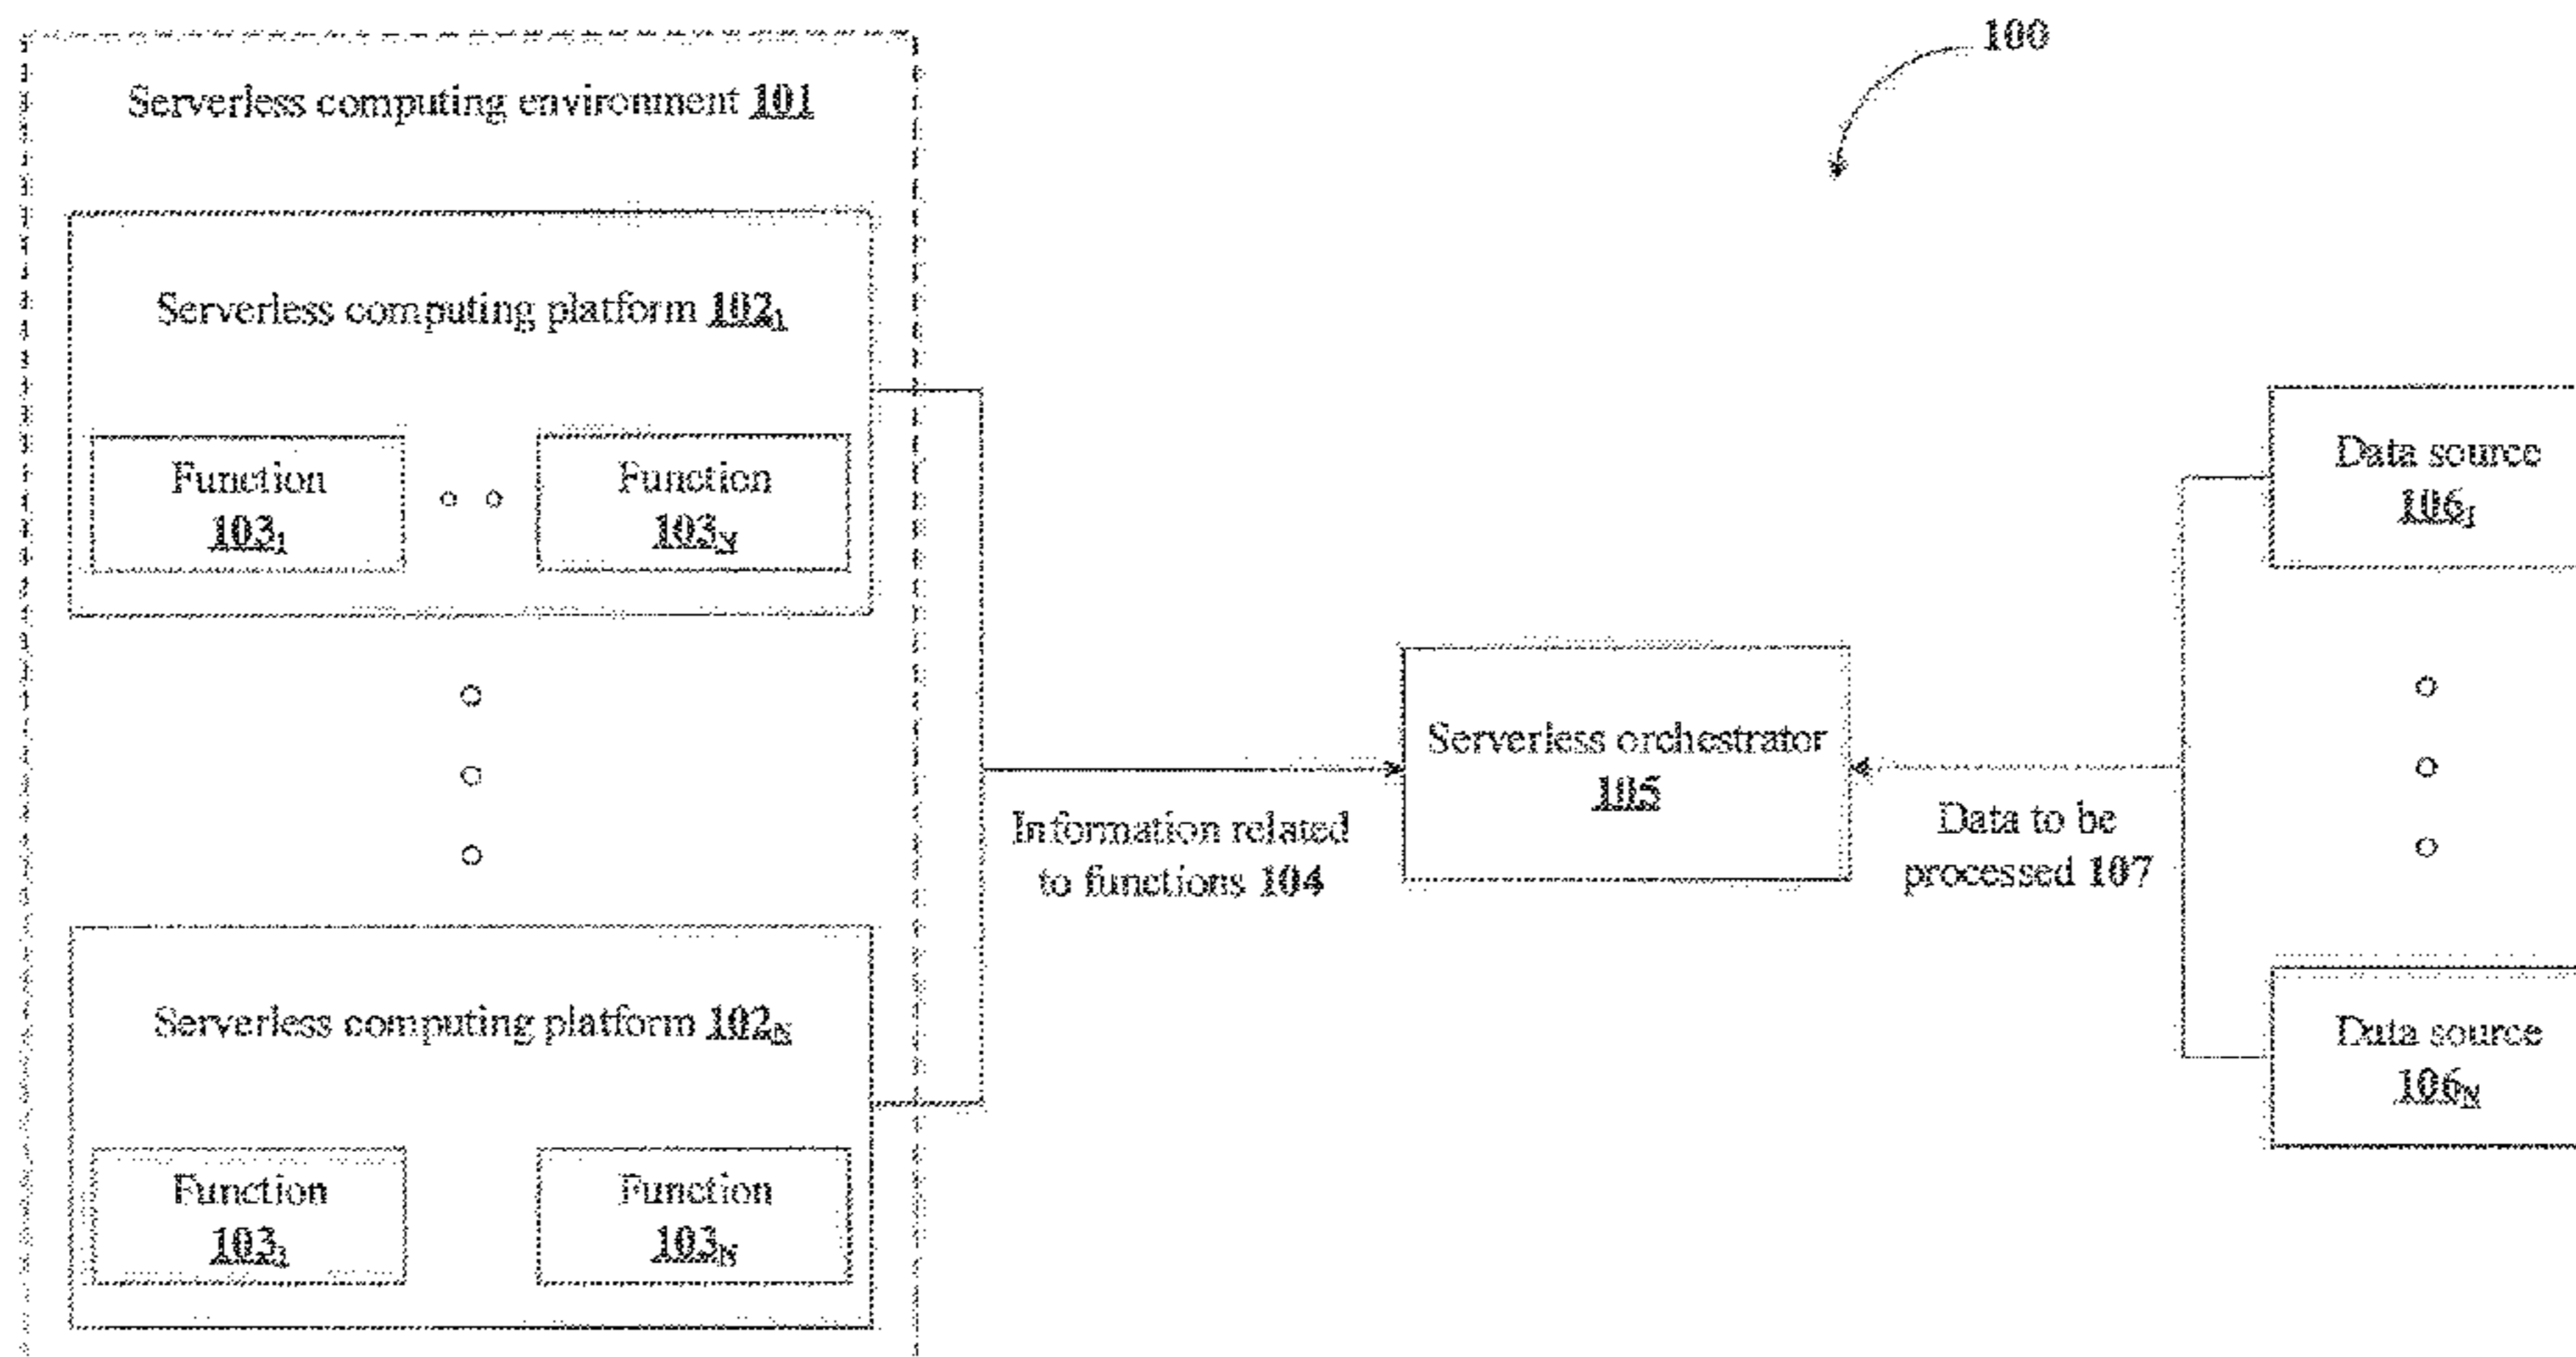 100
Serverless computing environment 101
Serverless computing platform 102₁
Function
103₁
Function
103N
Information related
to functions 104
Serverless orchestrator
105
Data to be
processed 107
Data source
106₁
Data source
106N
Serverless computing platform 102N
Function
103₁
Function
103N